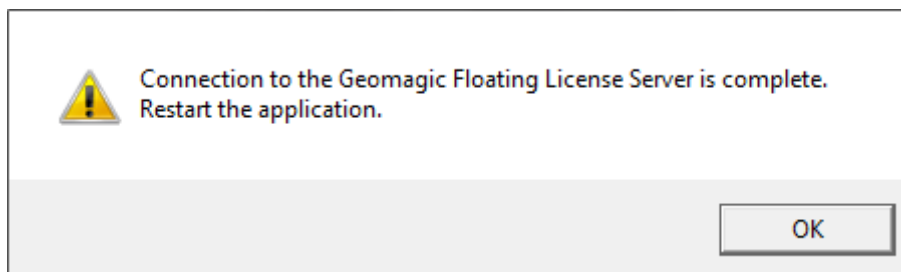 Connection to the Geomagic Floating License Server is complete.
Restart the application.
OK